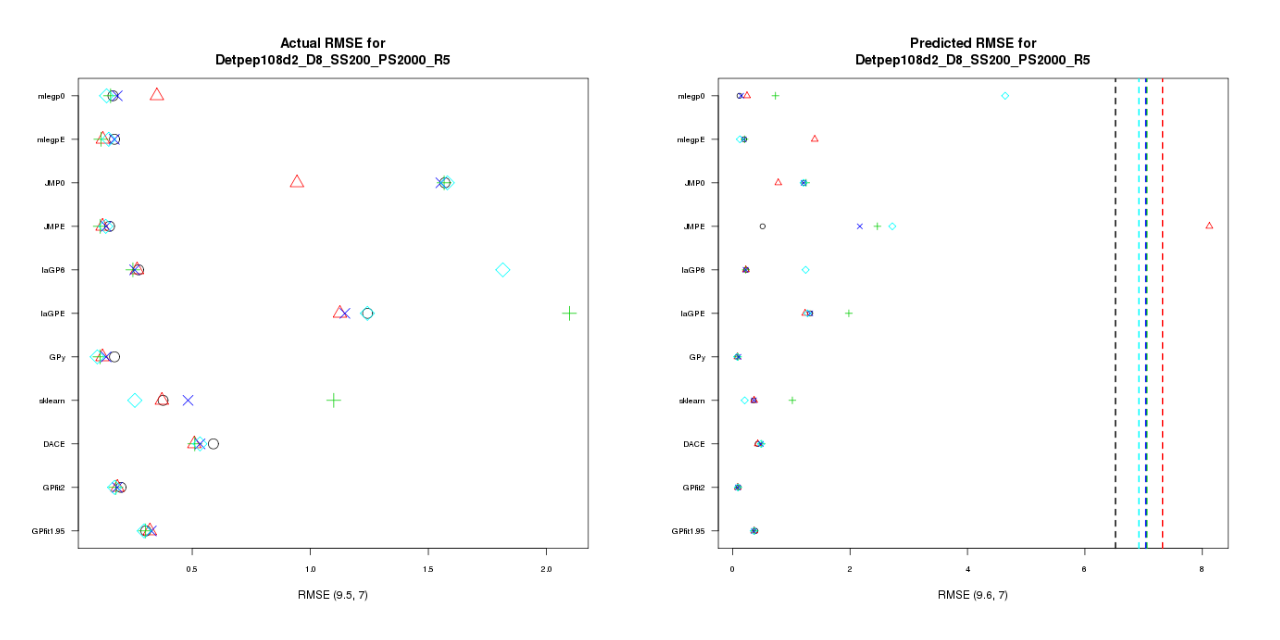 Actual RMSE for
Detpep108d2_D8_SS200_PS2000_R5
mlegp0
mlegpE
JMP0
JMPE
laGP6
laGPE
GPy
sklearn
DACE
GPfit2
GPfit1.95
0.5 1.0 1.5 2.0
RMSE (9.5, 7)
Predicted RMSE for
Detpep108d2_D8_SS200_PS2000_R5
mlegp0
mlegpE
JMP0
JMPE
laGP6
laGPE
GPy
sklearn
DACE
GPfit2
GPfit1.95
0 2 4 6 8
RMSE (9.6, 7)